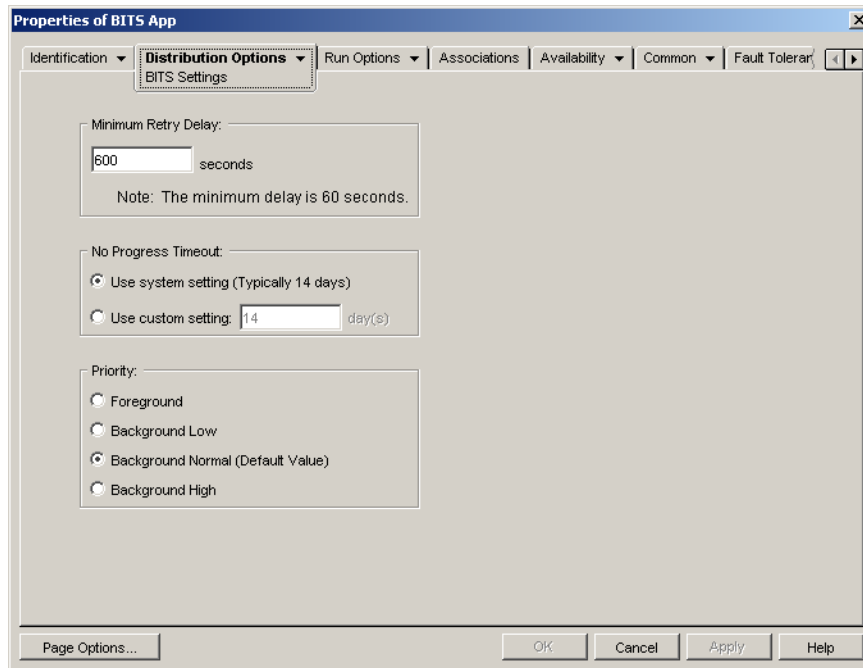 Properties of BITS App
Identification Distribution Options Run Options Associations Availability Common Fault Toleran
BITS Settings
Minimum Retry Delay:
600 seconds
Note: The minimum delay is 60 seconds.
No Progress Timeout:
Use system setting (Typically 14 days)
Use custom setting: 14 day(s)
Priority:
Foreground
Background Low
Background Normal (Default Value)
Background High
Page Options... OK Cancel Apply Help